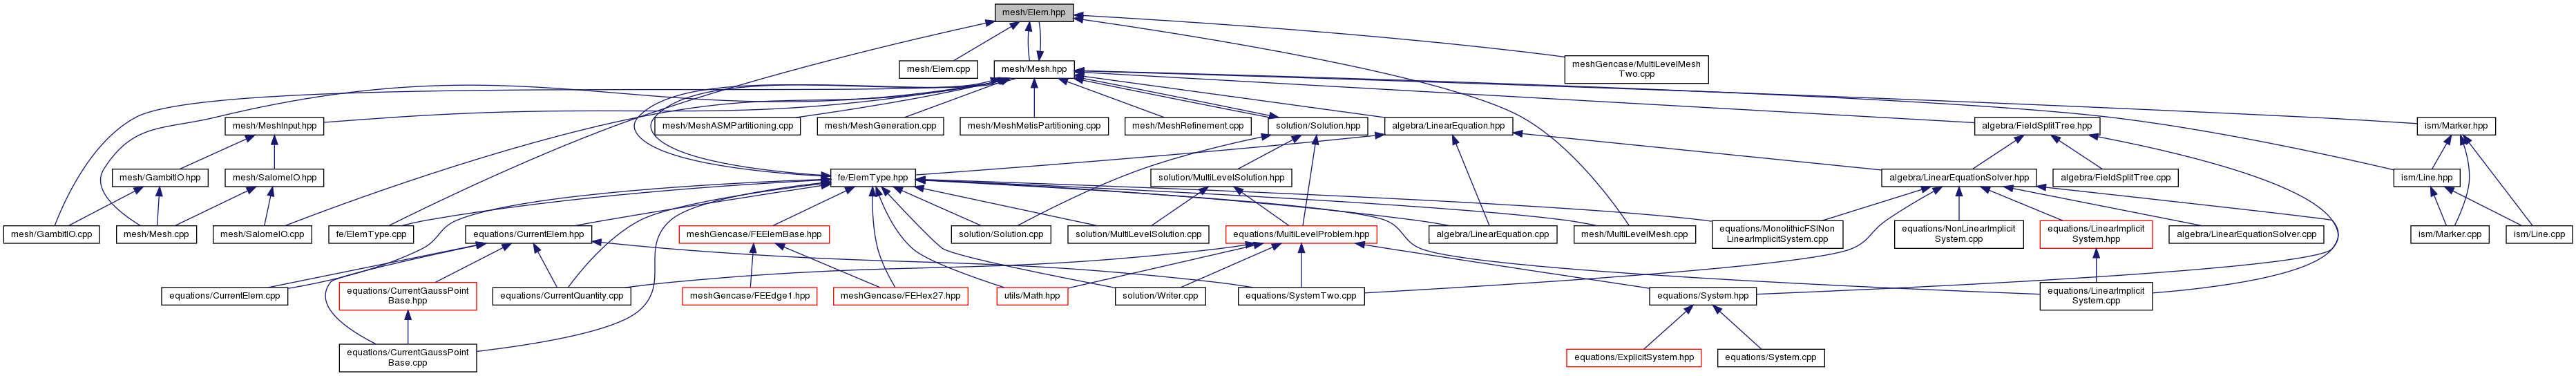 mesh/Elem.hpp
mesh/Elem.cpp
mesh/Mesh.hpp
meshGencase/MultiLevelMesh
Two.cpp
mesh/MeshInput.hpp
mesh/MeshASMPartitioning.cpp
mesh/MeshGeneration.cpp
mesh/MeshMetisPartitioning.cpp
mesh/MeshRefinement.cpp
solution/Solution.hpp
algebra/LinearEquation.hpp
algebra/FieldSplitTree.hpp
ism/Marker.hpp
mesh/GambitIO.hpp
mesh/SalomeIO.hpp
fe/ElemType.hpp
solution/MultiLevelSolution.hpp
algebra/LinearEquationSolver.hpp
algebra/FieldSplitTree.cpp
ism/Line.hpp
mesh/GambitIO.cpp
mesh/Mesh.cpp
mesh/SalomeIO.cpp
fe/ElemType.cpp
equations/CurrentElem.hpp
meshGencase/FEElemBase.hpp
solution/Solution.cpp
solution/MultiLevelSolution.cpp
equations/MultiLevelProblem.hpp
algebra/LinearEquation.cpp
mesh/MultiLevelMesh.cpp
equations/MonolithicFSINon
LinearImplicitSystem.cpp
equations/NonLinearImplicit
System.cpp
equations/LinearImplicit
System.hpp
algebra/LinearEquationSolver.cpp
ism/Marker.cpp
ism/Line.cpp
equations/CurrentElem.cpp
equations/CurrentGaussPoint
Base.hpp
equations/CurrentQuantity.cpp
meshGencase/FEEdge1.hpp
meshGencase/FEHex27.hpp
utils/Math.hpp
solution/Writer.cpp
equations/SystemTwo.cpp
equations/System.hpp
equations/LinearImplicit
System.cpp
equations/CurrentGaussPoint
Base.cpp
equations/ExplicitSystem.hpp
equations/System.cpp